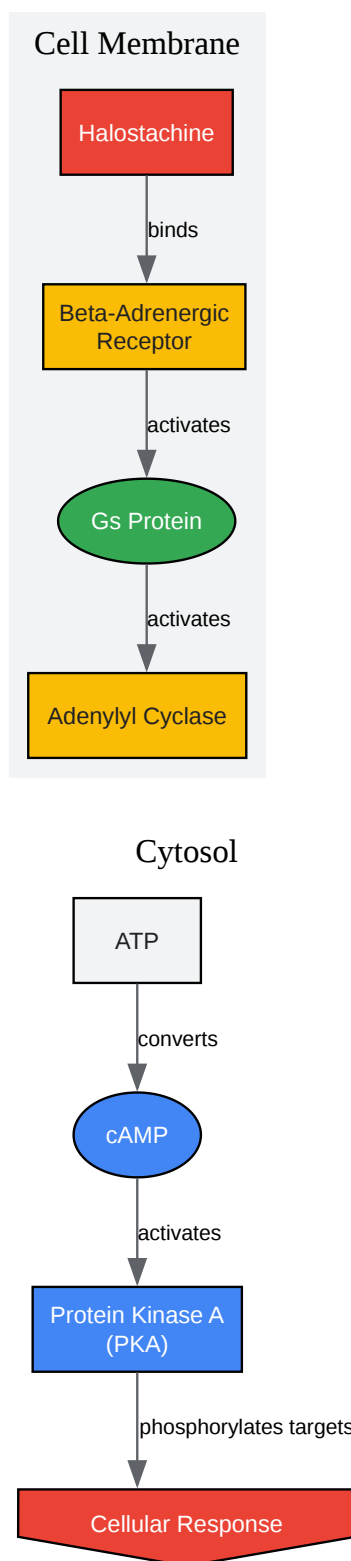 Cell Membrane
Halostachine
binds
Beta-Adrenergic
Receptor
activates
Gs Protein
activates
Adenylyl Cyclase
Cytosol
ATP
converts
cAMP
activates
Protein Kinase A
(PKA)
phosphorylates targets
Cellular Response